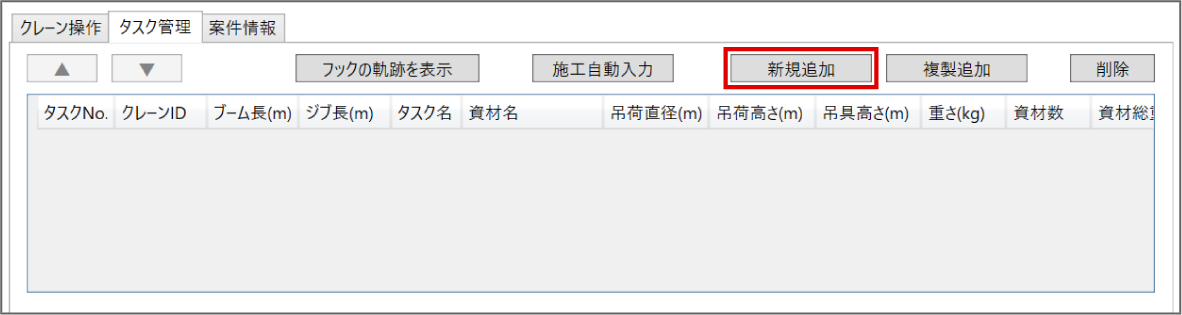 クレーン操作 タスク管理 案件情報
▲ ▼ フックの軌跡を表示 施工自動入力 新規追加 複製追加 削除
タスクNo. クレーンID ブーム長(m) ジブ長(m) タスク名 資材名 吊荷直径(m) 吊荷高さ(m) 吊具高さ(m) 重さ(kg) 資材数 資材総